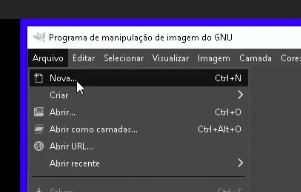 Programa de manipulação de imagem do GNU
Arquivo Editar Selecionar Visualizar Imagem Camada Cores
Nova... Ctrl+N
Criar
Abrir... Ctrl+O
Abrir como camadas... Ctrl+Alt+O
Abrir URL...
Abrir recente